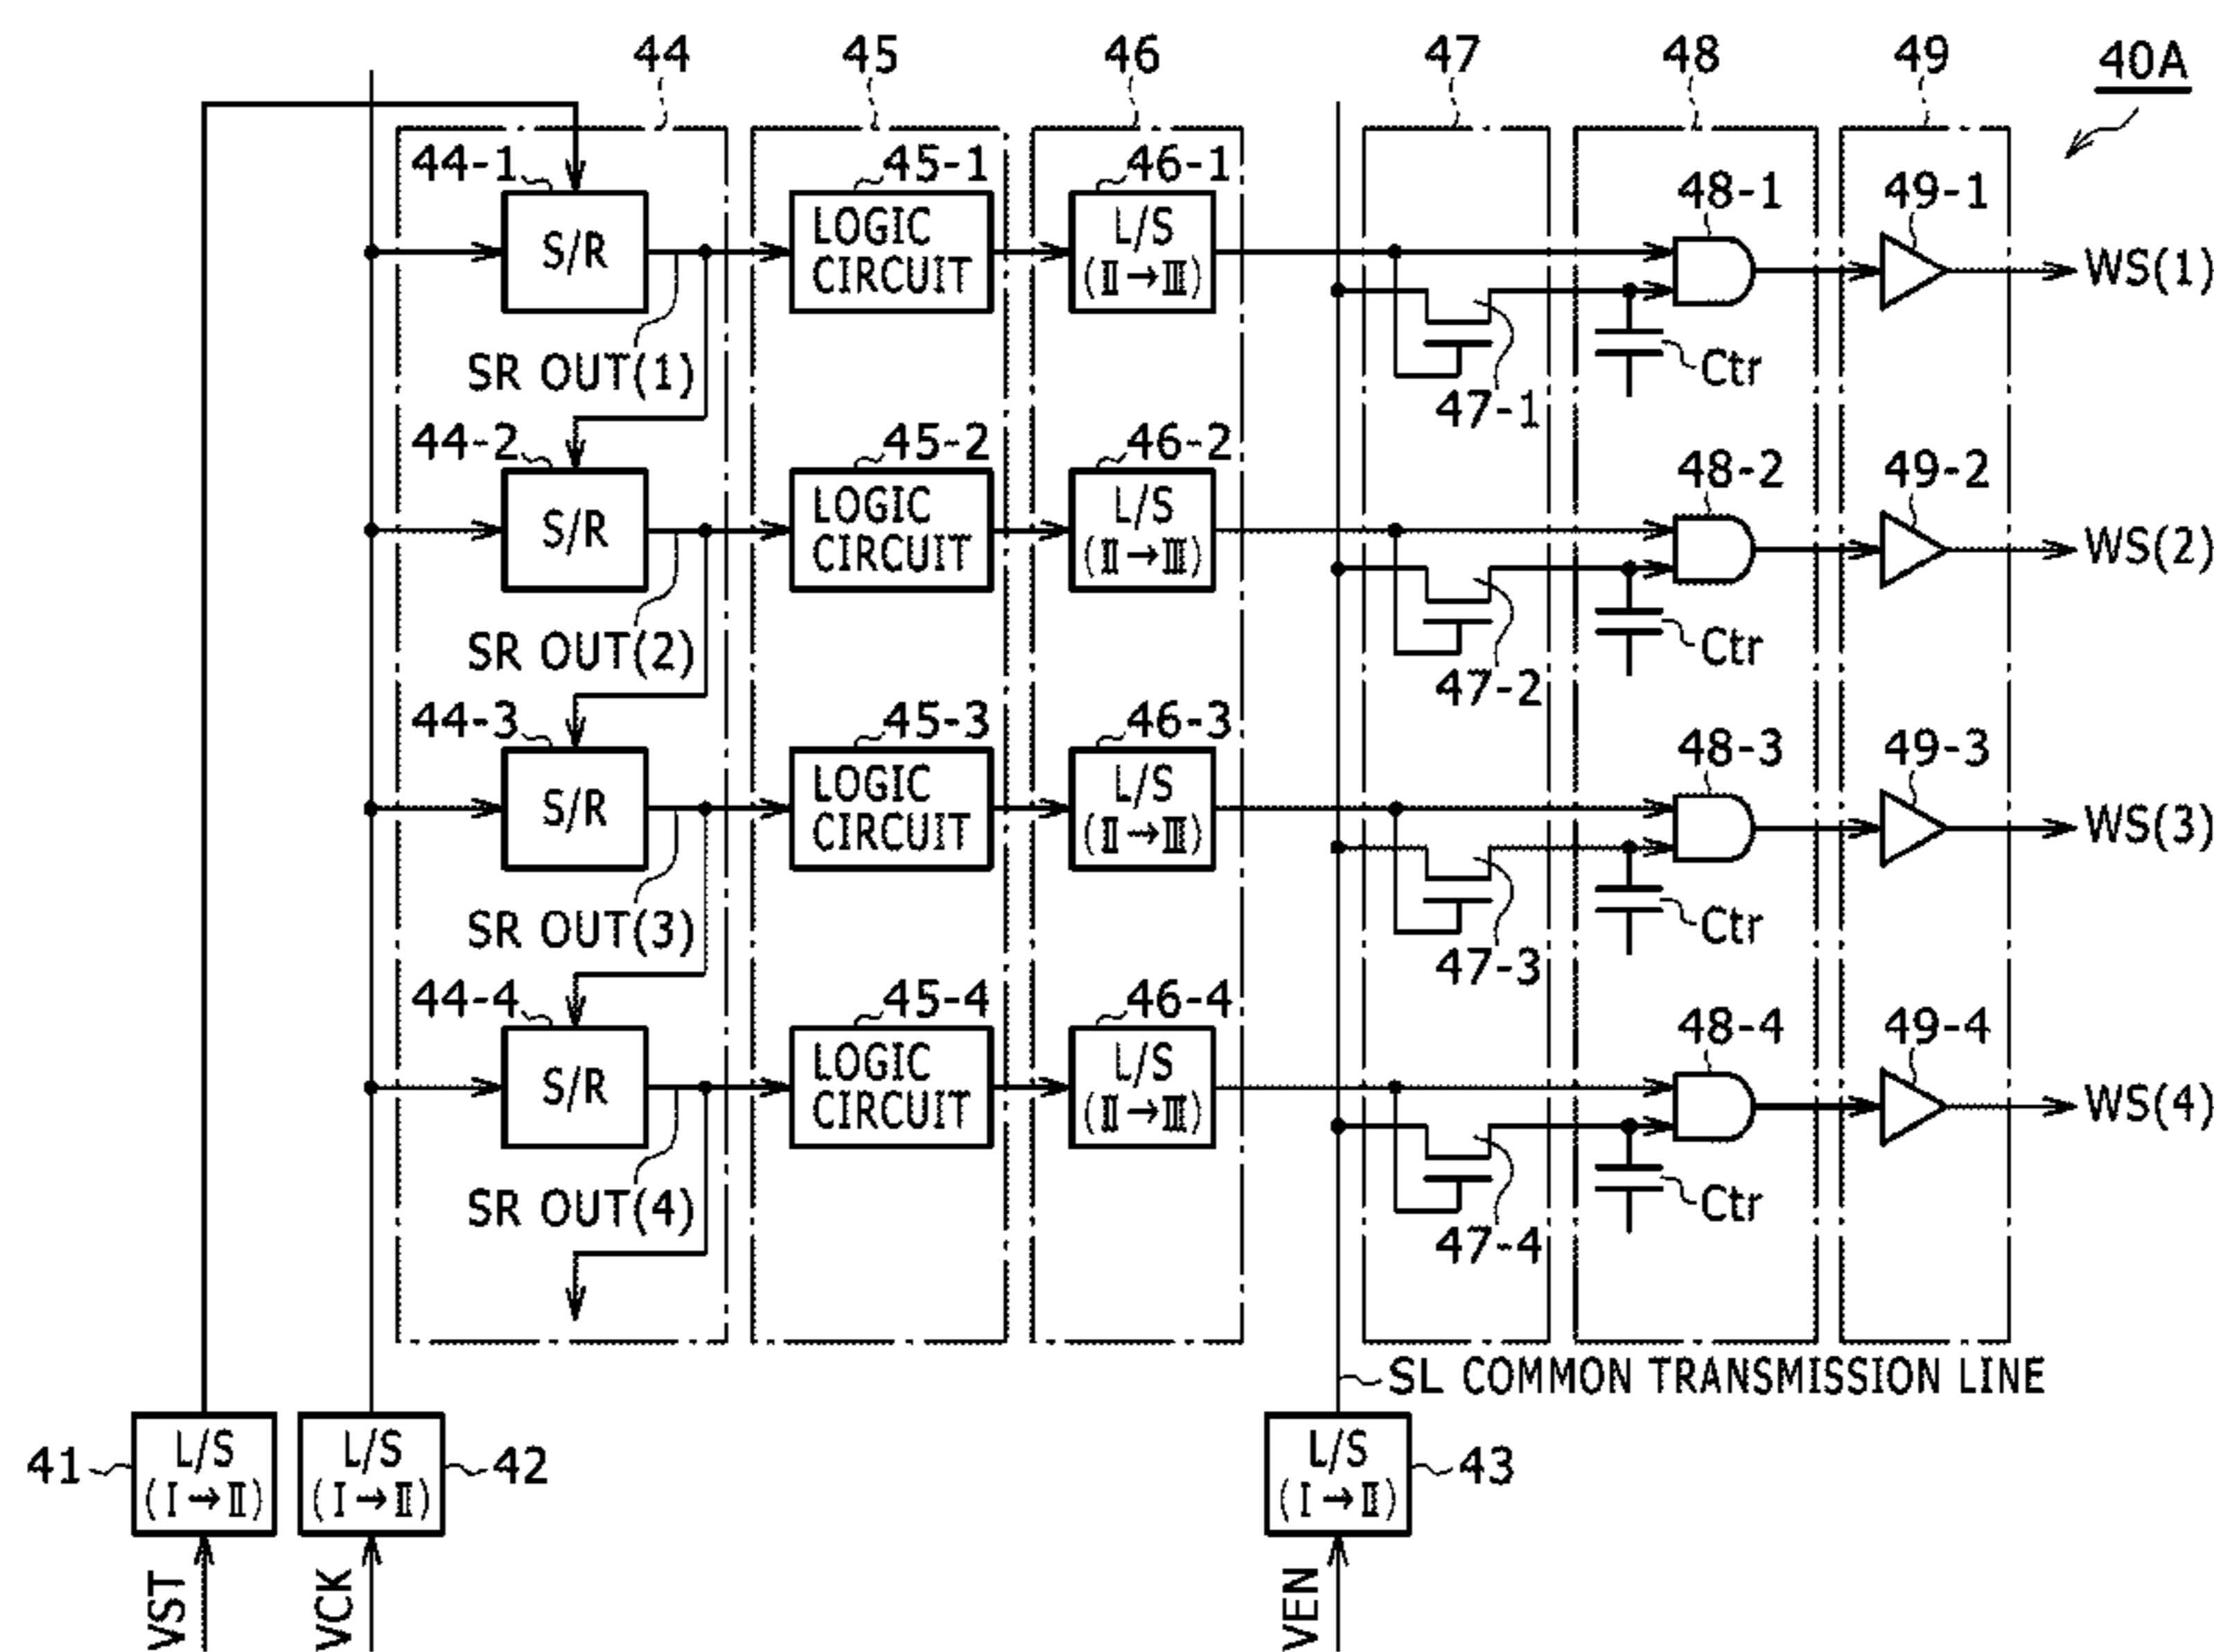 44 45 46 47 48 49 40A
44-1 45-1 46-1 48-1 49-1
S/R LOGIC CIRCUIT L/S (Ⅱ→Ⅲ) WS(1)
SR OUT(1) 47-1 Ctr
44-2 45-2 46-2 48-2 49-2
S/R LOGIC CIRCUIT L/S (Ⅱ→Ⅲ) WS(2)
SR OUT(2) 47-2 Ctr
44-3 45-3 46-3 48-3 49-3
S/R LOGIC CIRCUIT L/S (Ⅱ→Ⅲ) WS(3)
SR OUT(3) 47-3 Ctr
44-4 45-4 46-4 48-4 49-4
S/R LOGIC CIRCUIT L/S (Ⅱ→Ⅲ) WS(4)
SR OUT(4) 47-4 Ctr
SL COMMON TRANSMISSION LINE
41 L/S (Ⅰ→Ⅱ) L/S (Ⅰ→Ⅱ) 42 L/S (Ⅰ→Ⅱ) 43
VST VCK VEN